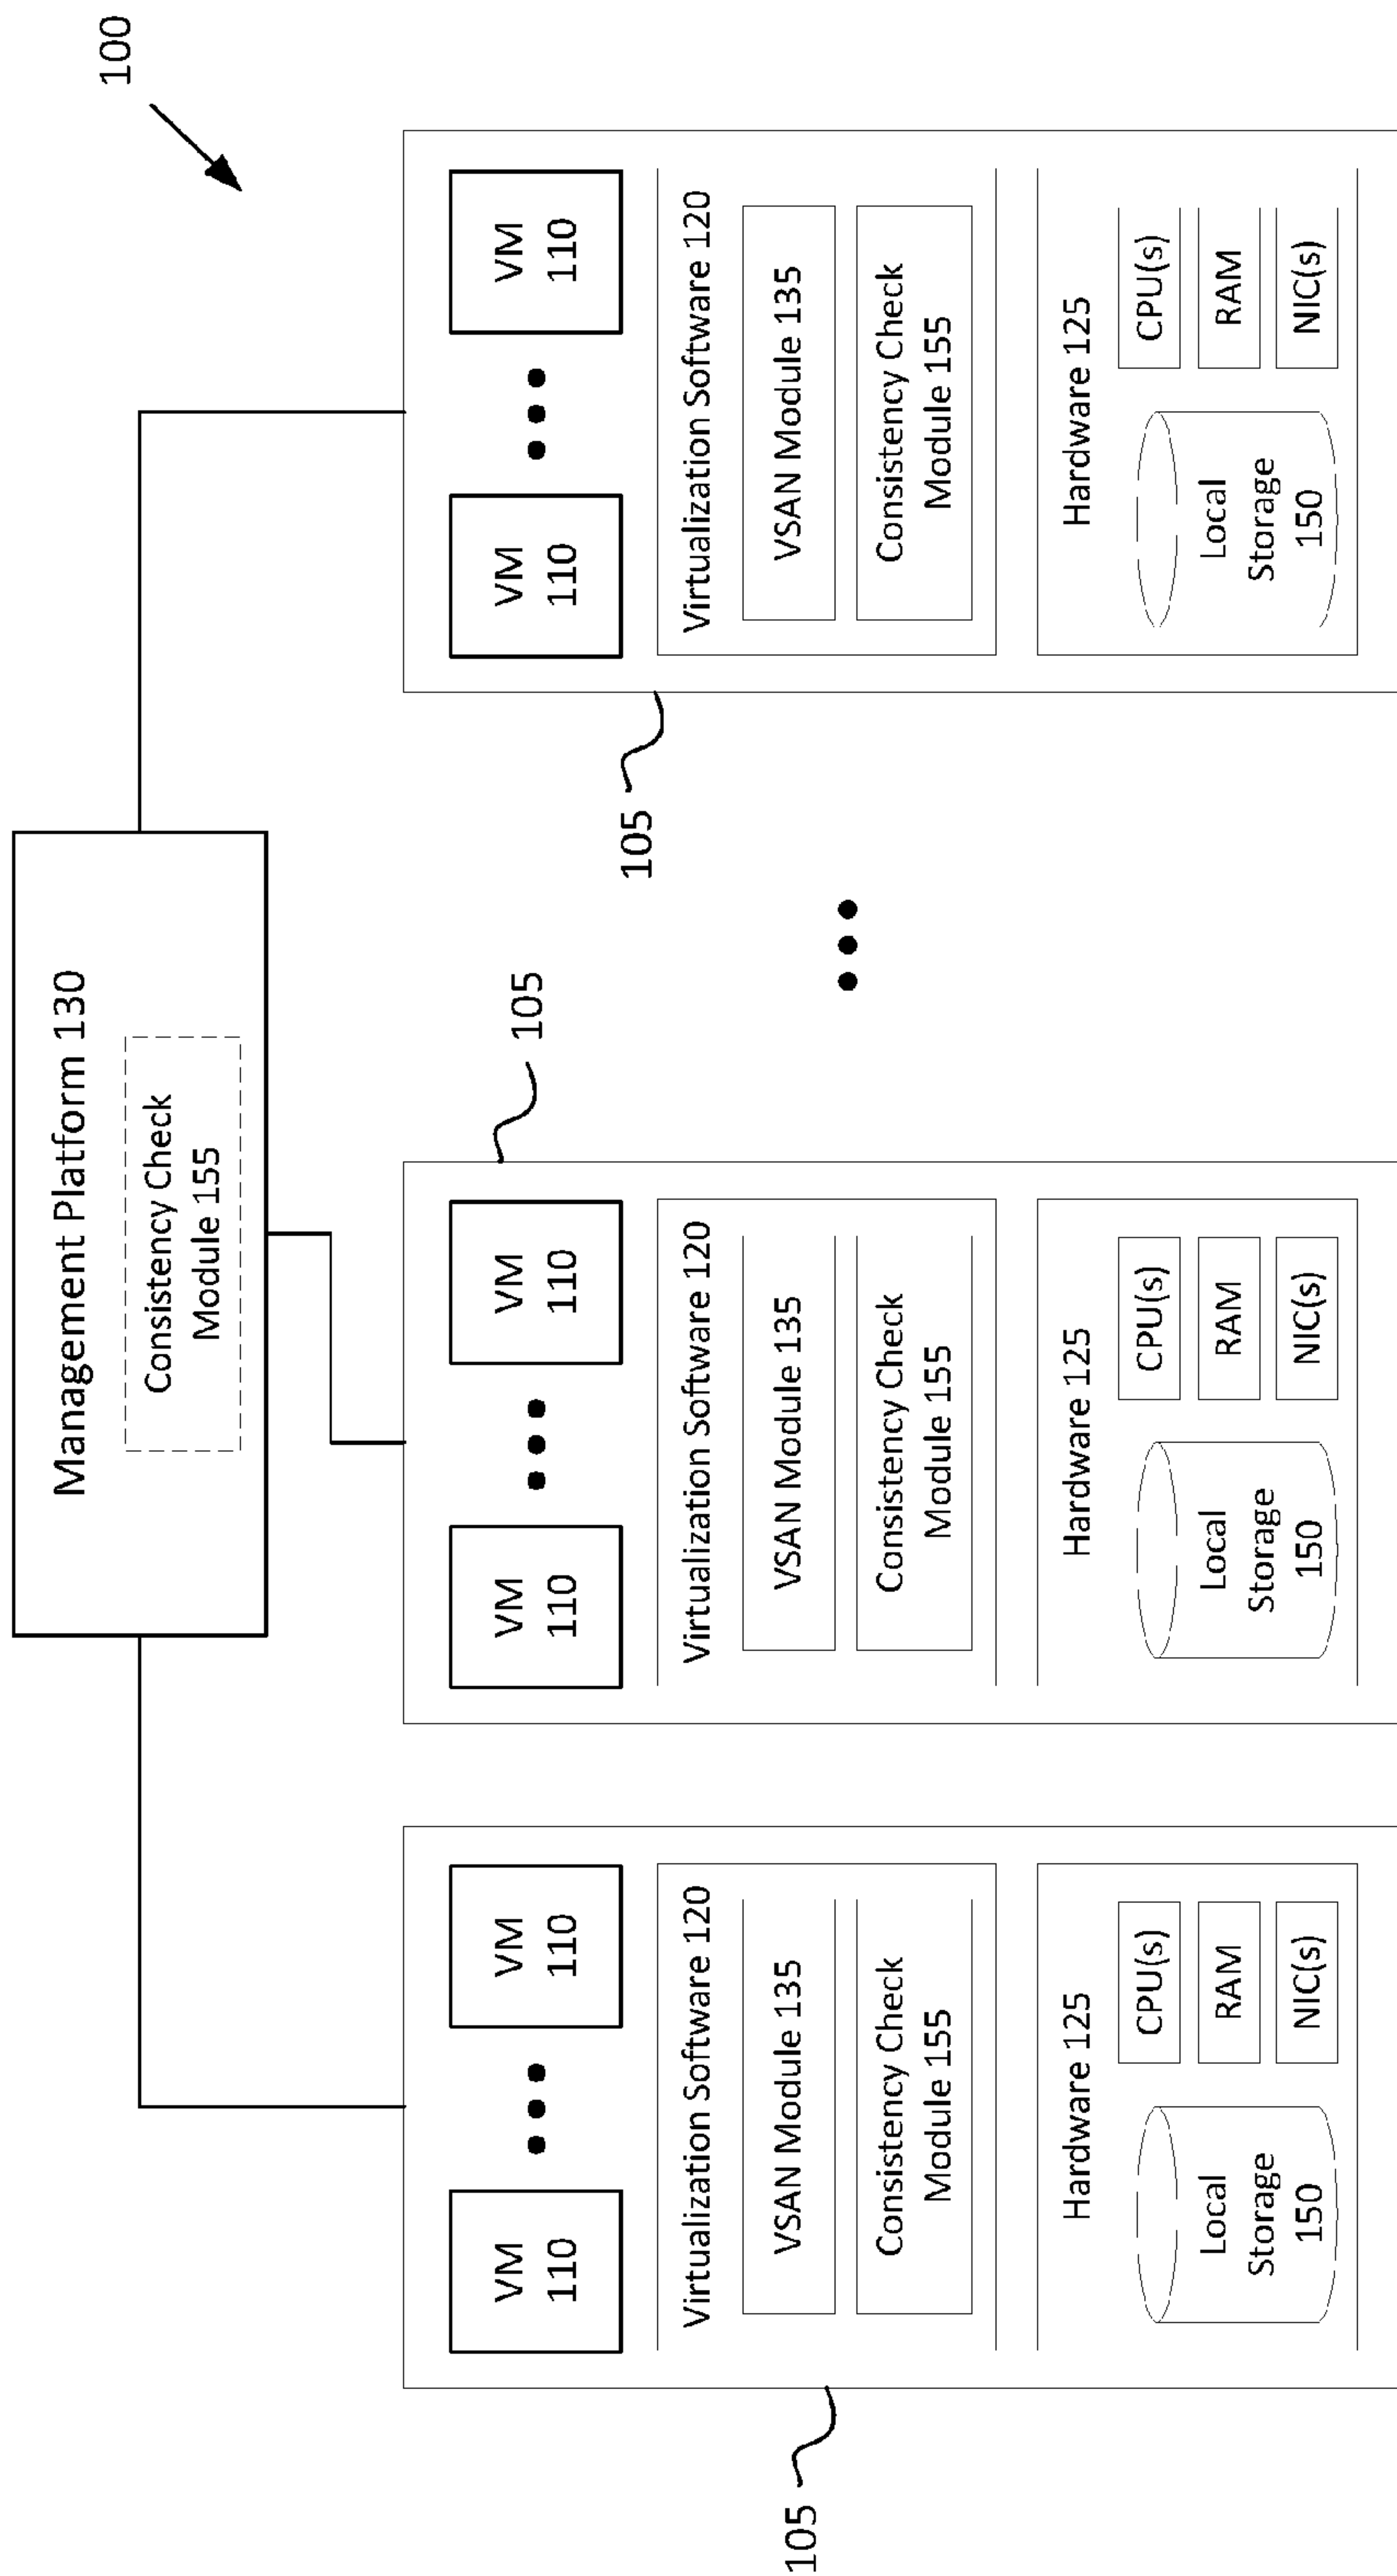 100
Management Platform 130
Consistency Check
Module 155
105
VM
110
VM
110
Virtualization Software 120
VSAN Module 135
Consistency Check
Module 155
Hardware 125
Local
Storage
150
CPU(s)
RAM
NIC(s)
105
VM
110
VM
110
Virtualization Software 120
VSAN Module 135
Consistency Check
Module 155
Hardware 125
Local
Storage
150
CPU(s)
RAM
NIC(s)
105
VM
110
VM
110
Virtualization Software 120
VSAN Module 135
Consistency Check
Module 155
Hardware 125
Local
Storage
150
CPU(s)
RAM
NIC(s)